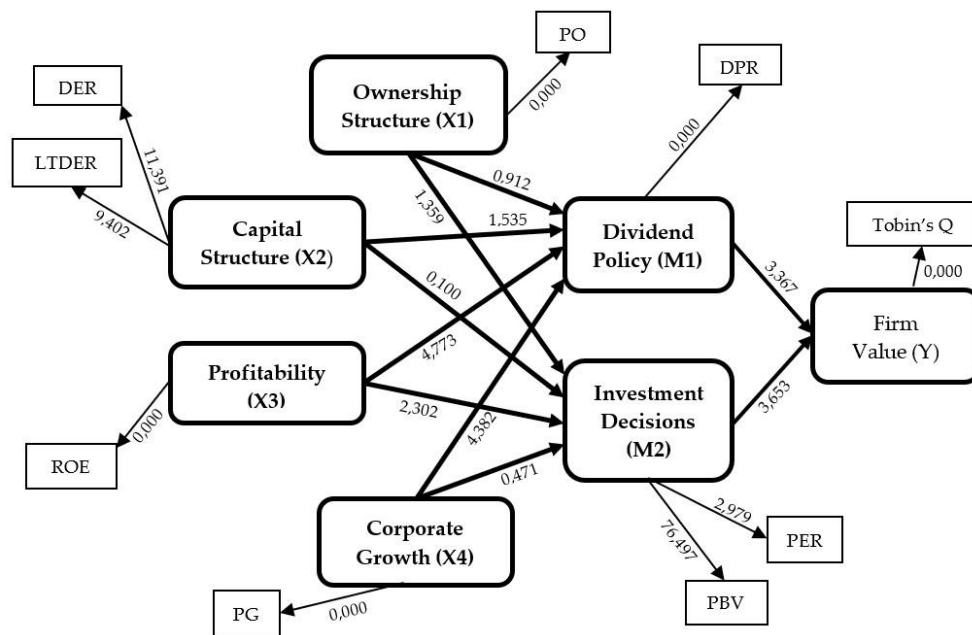 PO
DPR
DER
LTDER
Ownership
Structure (X1)
0,000
0,000
11,391
9,402
0,912
1,359
Capital
Structure (X2)
1,535
0,100
Dividend
Policy (M1)
Tobin's Q
0,000
3,367
Firm
Value (Y)
Profitability
(X3)
4,773
2,302
0,000
ROE
4,382
0,471
Investment
Decisions
(M2)
3,653
Corporate
Growth (X4)
2,979
76,497
PER
PBV
PG
0,000